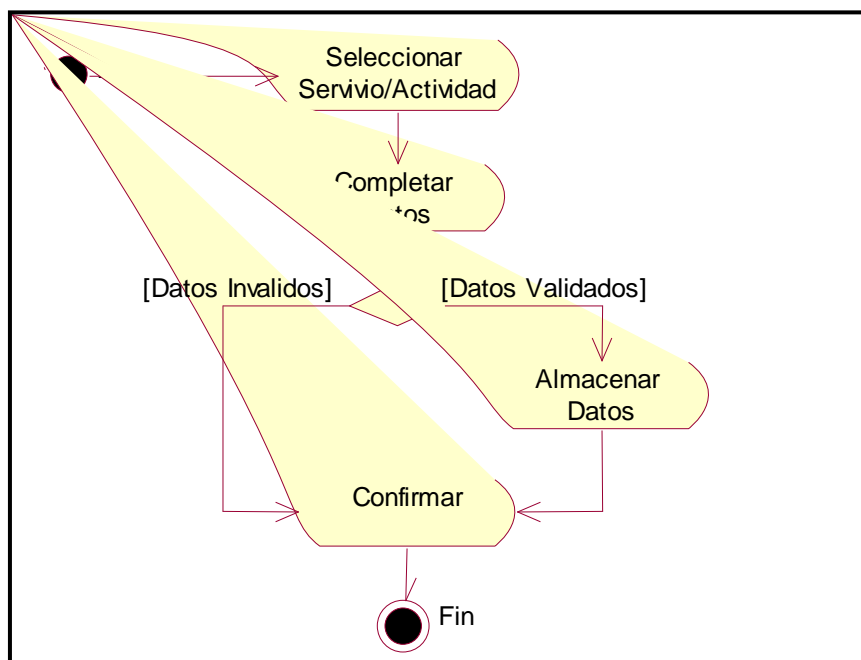 Seleccionar
Servivio/Actividad
Completar
[Datos Invalidos]
[Datos Validados]
Almacenar
Datos
Confirmar
Fin